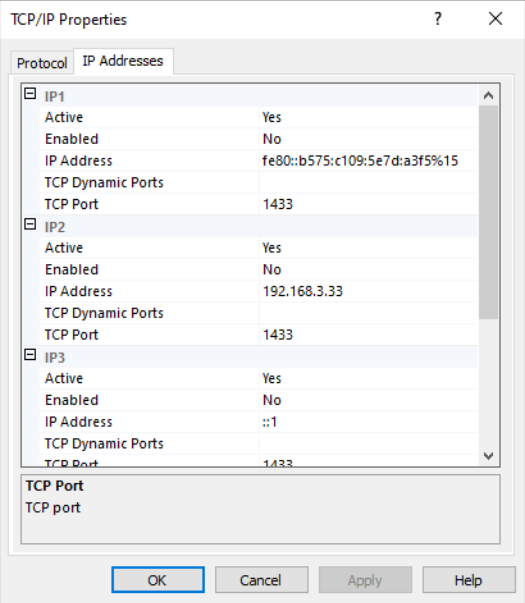 TCP/IP Properties ? ×
Protocol IP Addresses
IP1
Active Yes
Enabled No
IP Address fe80::b575:c109:5e7d:a3f5%15
TCP Dynamic Ports
TCP Port 1433
IP2
Active Yes
Enabled No
IP Address 192.168.3.33
TCP Dynamic Ports
TCP Port 1433
IP3
Active Yes
Enabled No
IP Address ::1
TCP Dynamic Ports
TCP Port 1433
TCP Port
TCP port
OK Cancel Apply Help